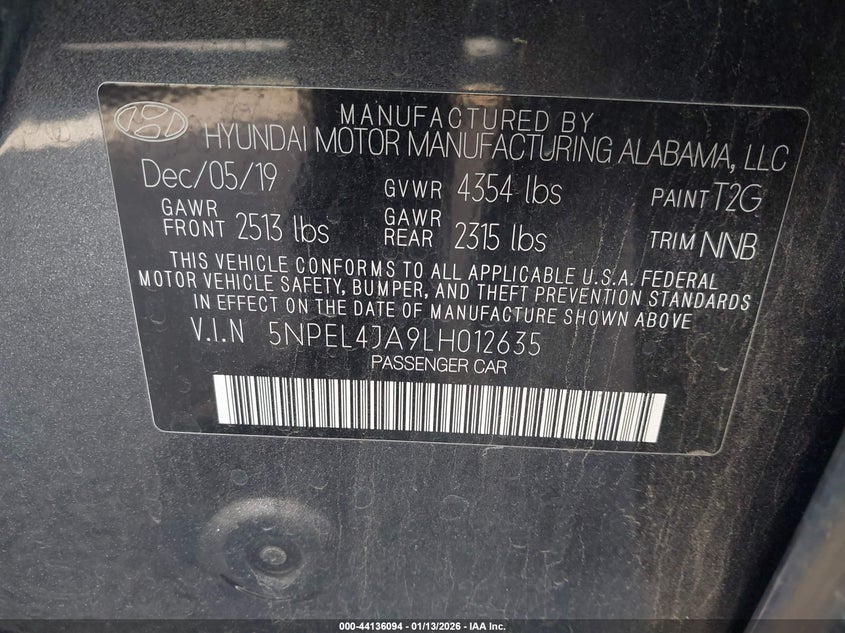 MANUFACTURED BY
HYUNDAI MOTOR MANUFACTURING ALABAMA, LLC
Dec/05/19 GVWR 4354 lbs PAINT T2G
GAWR FRONT 2513 lbs GAWR REAR 2315 lbs TRIM NNB
THIS VEHICLE CONFORMS TO ALL APPLICABLE U.S.A. FEDERAL
MOTOR VEHICLE SAFETY, BUMPER, AND THEFT PREVENTION STANDARDS
IN EFFECT ON THE DATE OF MANUFACTURE SHOWN ABOVE
V.I.N 5NPEL4JA9LH012635
PASSENGER CAR
000-44136094 - 01/13/2026 - IAA Inc.